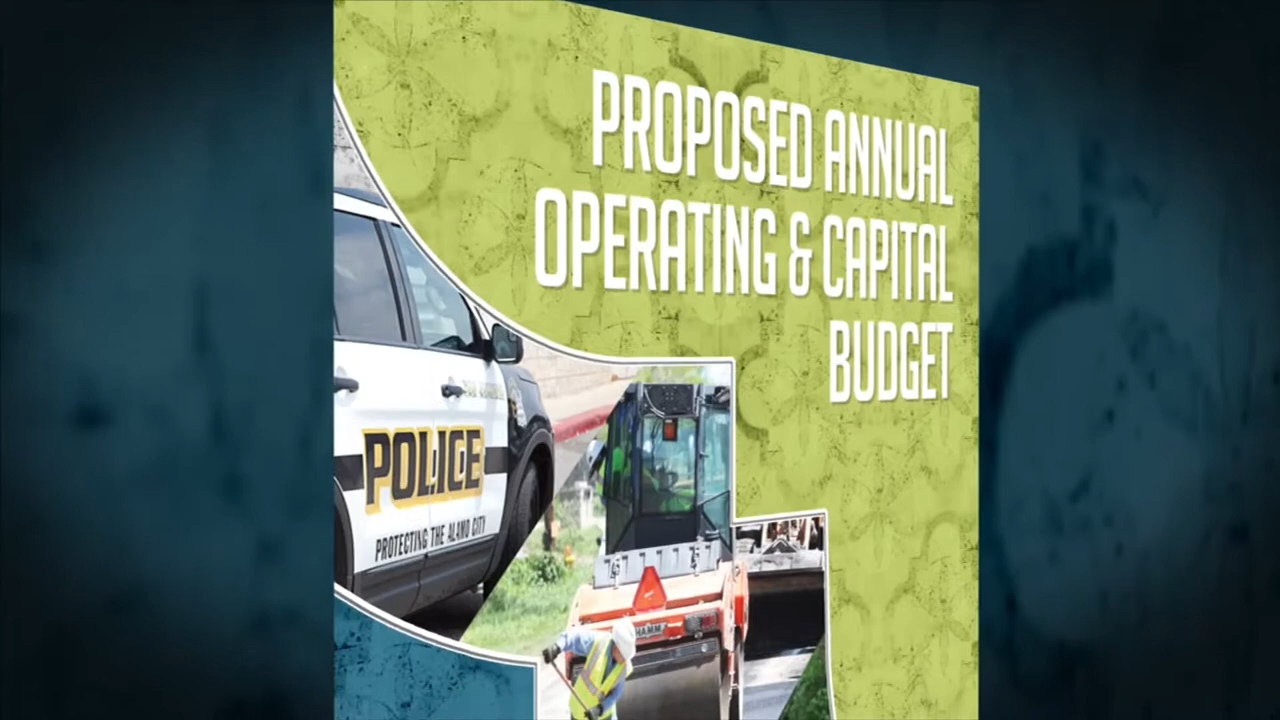 PROPOSED ANNUAL
OPERATING & CAPITAL
BUDGET
POLICE
PROTECTING THE ALAMO CITY
HAMM